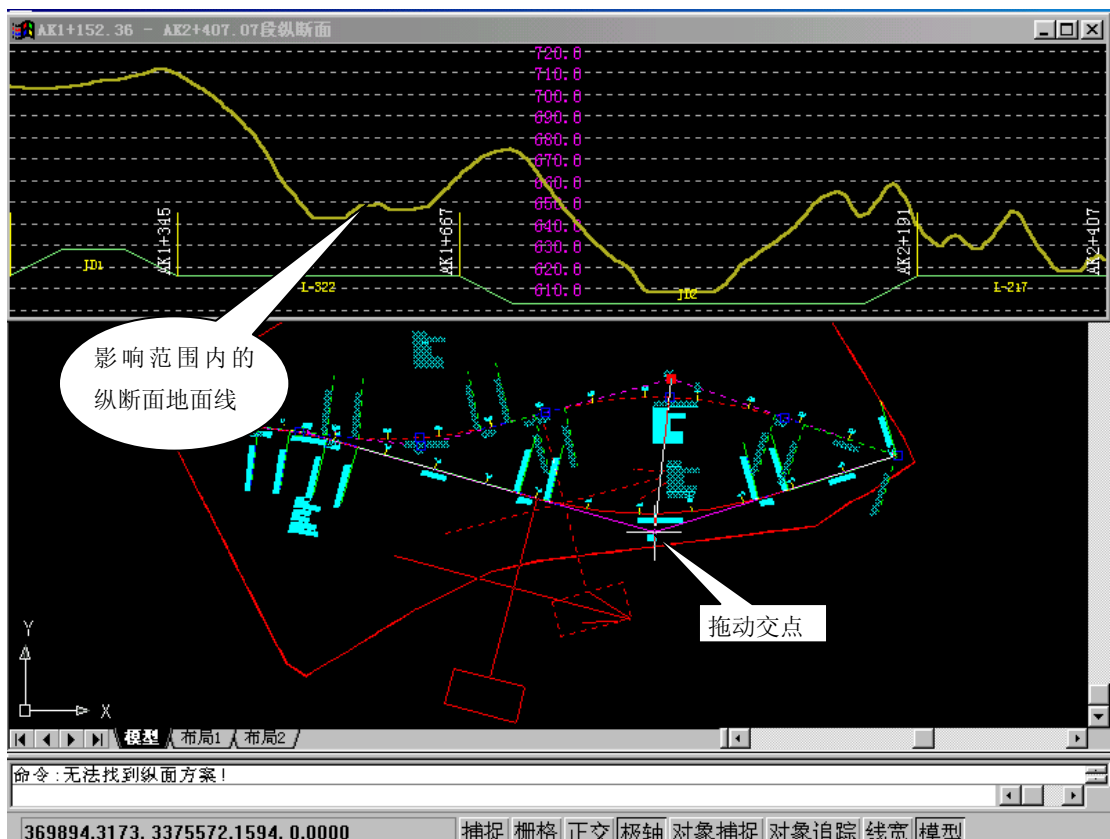 AK1+152.36 - AK2+407.07段纵断面
720.0
710.0
700.0
690.0
680.0
670.0
660.0
650.0
640.0
630.0
620.0
610.0
AK1+345
AK1+667
AK2+191
AK2+407
JD1
L-322
JD2
L-217
影响范围内的
纵断面地面线
拖动交点
Y
X
模型 布局1 布局2
命令:无法找到纵面方案!
369894.3173, 3375572.1594, 0.0000 捕捉 栅格 正交 极轴 对象捕捉 对象追踪 线宽 模型